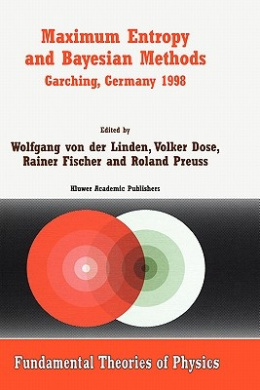 Maximum Entropy
and Bayesian Methods
Garching, Germany 1998
Edited by
Wolfgang von der Linden, Volker Dose,
Rainer Fischer and Roland Preuss
Kluwer Academic Publishers
Fundamental Theories of Physics